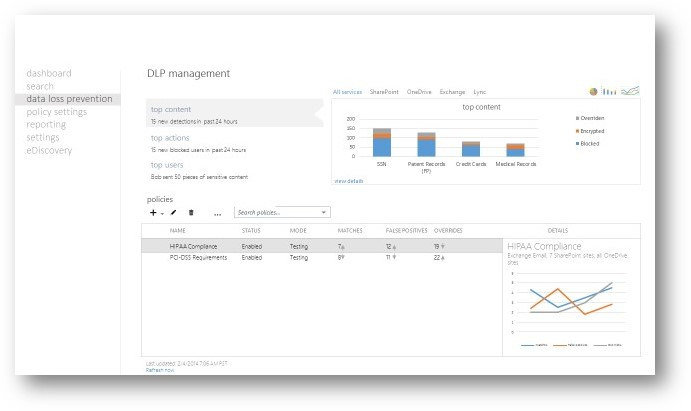 DLP management
dashboard
search
data loss prevention
policy settings
reporting
settings
eDiscovery
top content
15 new detections in past 24 hours
top actions
15 new blocked users in past 24 hours
top users
Bob sent 50 pieces of sensitive content
All services SharePoint OneDrive Exchange Lync
top content
200
150
100
50
0
SSN Patient Records (FP) Credit Cards Medical Records
Overriden
Encrypted
Blocked
view details
policies
Search policies...
NAME STATUS MODE MATCHES FALSE POSITIVES OVERRIDES DETAILS
HIPAA Compliance Enabled Testing 7 12 19
PCI-DSS Requirements Enabled Testing 8 11 22
HIPAA Compliance
Exchange Email, 7 SharePoint sites, all OneDrive
sites
Last updated: 2/4/2014 7:06 AM PST
Refresh now